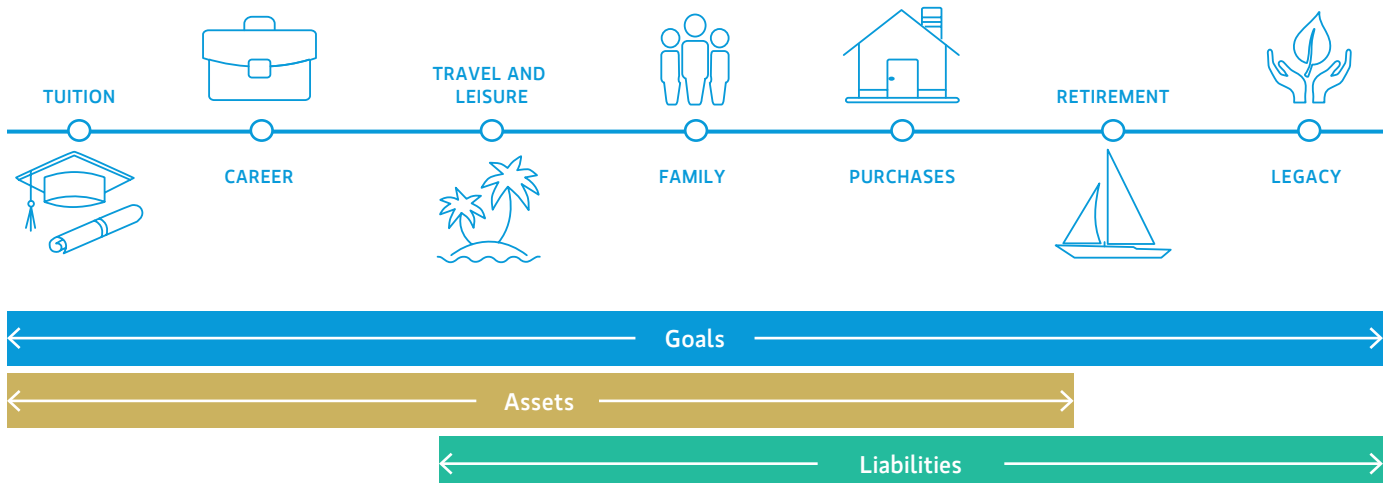 TUITION
CAREER
TRAVEL AND
LEISURE
FAMILY
PURCHASES
RETIREMENT
LEGACY
Goals
Assets
Liabilities